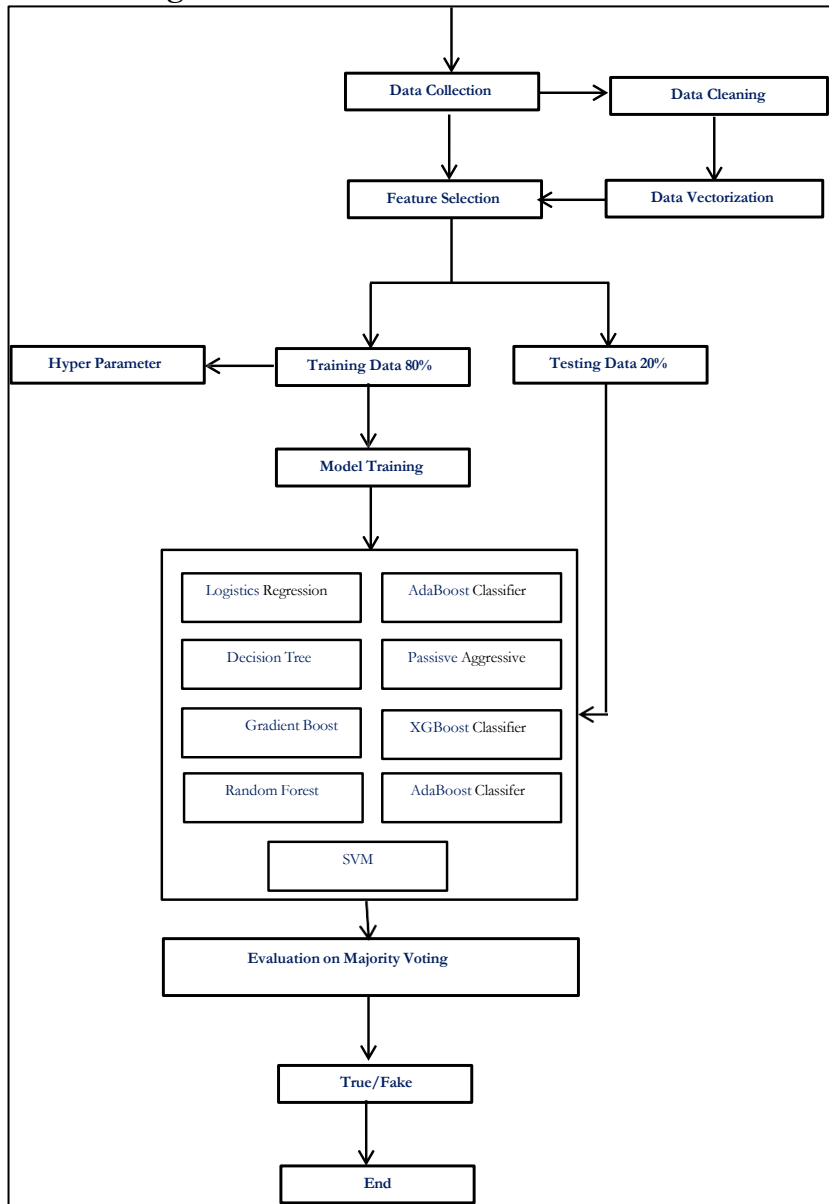 Data Collection
Data Cleaning
Feature Selection
Data Vectorization
Hyper Parameter
Training Data 80%
Testing Data 20%
Model Training
Logistics Regression
AdaBoost Classifier
Decision Tree
Passisve Aggressive
Gradient Boost
XGBoost Classifier
Random Forest
AdaBoost Classifer
SVM
Evaluation on Majority Voting
True/Fake
End